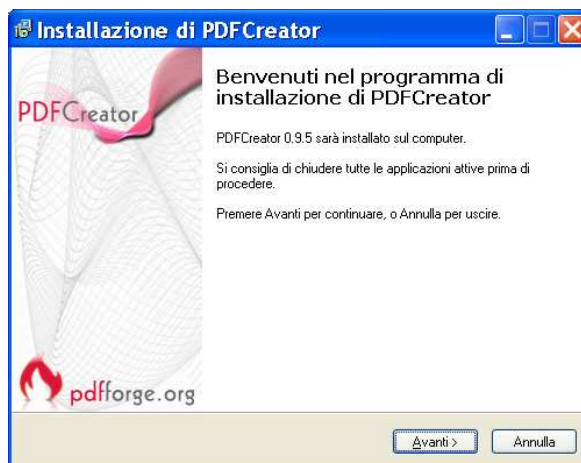 Installazione di PDFCreator
PDFCreator
Benvenuti nel programma di
installazione di PDFCreator
PDFCreator 0.9.5 sarà installato sul computer.
Si consiglia di chiudere tutte le applicazioni attive prima di
procedere.
Premere Avanti per continuare, o Annulla per uscire.
pdfforge.org
Avanti >
Annulla